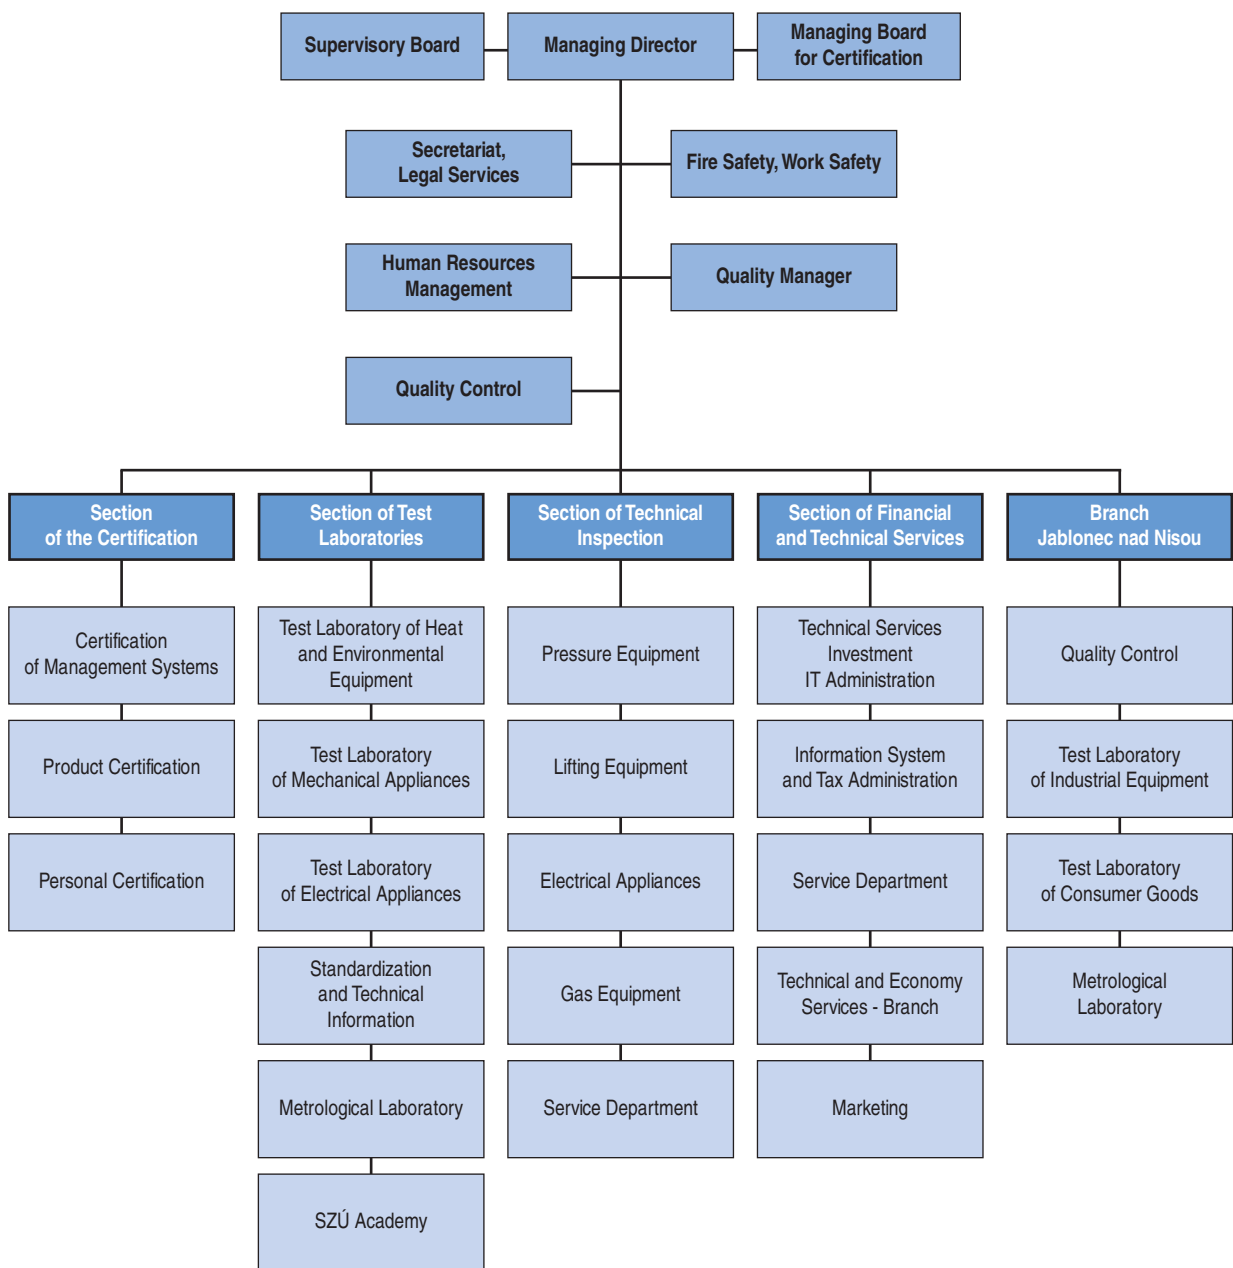 Supervisory Board
Managing Director
Managing Board
for Certification
Secretariat,
Legal Services
Fire Safety, Work Safety
Human Resources
Management
Quality Manager
Quality Control
Section
of the Certification
Section of Test
Laboratories
Section of Technical
Inspection
Section of Financial
and Technical Services
Branch
Jablonec nad Nisou
Certification
of Management Systems
Product Certification
Personal Certification
Test Laboratory of Heat
and Environmental
Equipment
Test Laboratory
of Mechanical Appliances
Test Laboratory
of Electrical Appliances
Standardization
and Technical
Information
Metrological Laboratory
SZÚ Academy
Pressure Equipment
Lifting Equipment
Electrical Appliances
Gas Equipment
Service Department
Technical Services
Investment
IT Administration
Information System
and Tax Administration
Service Department
Technical and Economy
Services - Branch
Marketing
Quality Control
Test Laboratory
of Industrial Equipment
Test Laboratory
of Consumer Goods
Metrological
Laboratory